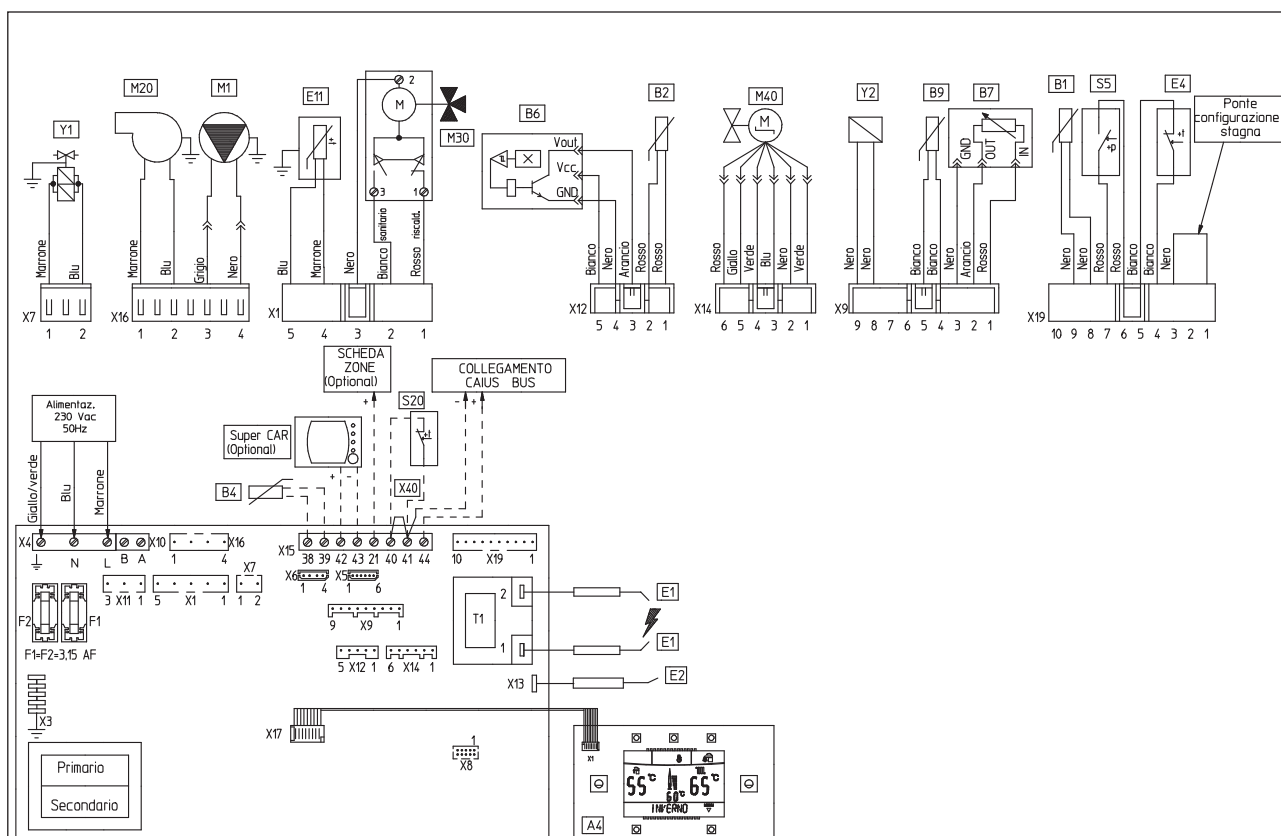 M20
M1
E11
2
M
M30
B6
B2
M40
Y2
B9
B7
B1
S5
E4
Ponte
configurazione
stagna
Y1
+t
Vout
Vcc
GND
M
GND
OUT
IN
+p
+t
3
1
Marrone
Blu
Marrone
Blu
Grigio
Nero
Blu
Marrone
Nero
Bianco
sanitario
Rosso
riscald.
Bianco
Nero
Arancio
Rosso
Rosso
Rosso
Giallo
Verde
Blu
Nero
Verde
Nero
Nero
Bianco
Bianco
Nero
Arancio
Rosso
Nero
Nero
Rosso
Rosso
Bianco
Bianco
Nero
X7
1 2
X16
1 2 3 4
X1
5 4 3 2 1
X12
5 4 3 2 1
X14
6 5 4 3 2 1
X9
9 8 7 6 5 4 3 2 1
X19
10 9 8 7 6 5 4 3 2 1
SCHEDA
ZONE
(Optional)
COLLEGAMENTO
CAIUS BUS
+
- +
S20
+t
Alimentaz.
230 Vac
50Hz
Super CAR
(Optional)
+ -
B4
X40
Giallo/verde
Blu
Marrone
X4
N L B A
X10
1 4
X16
X15
38 39 42 43 21 40 41 44
10 X19 1
3 X11 1
5 X1 1
X7
1 2
X6
1 4
X5
1 6
9 X9 1
5 X12 1
6 X14 1
F2
F1
F1=F2=3,15 AF
T1
2
1
E1
E1
X13
E2
X3
X17
1
X8
X1
Primario
Secondario
55 °C
60 °C
TEL
65 °C
INVERNO
A4